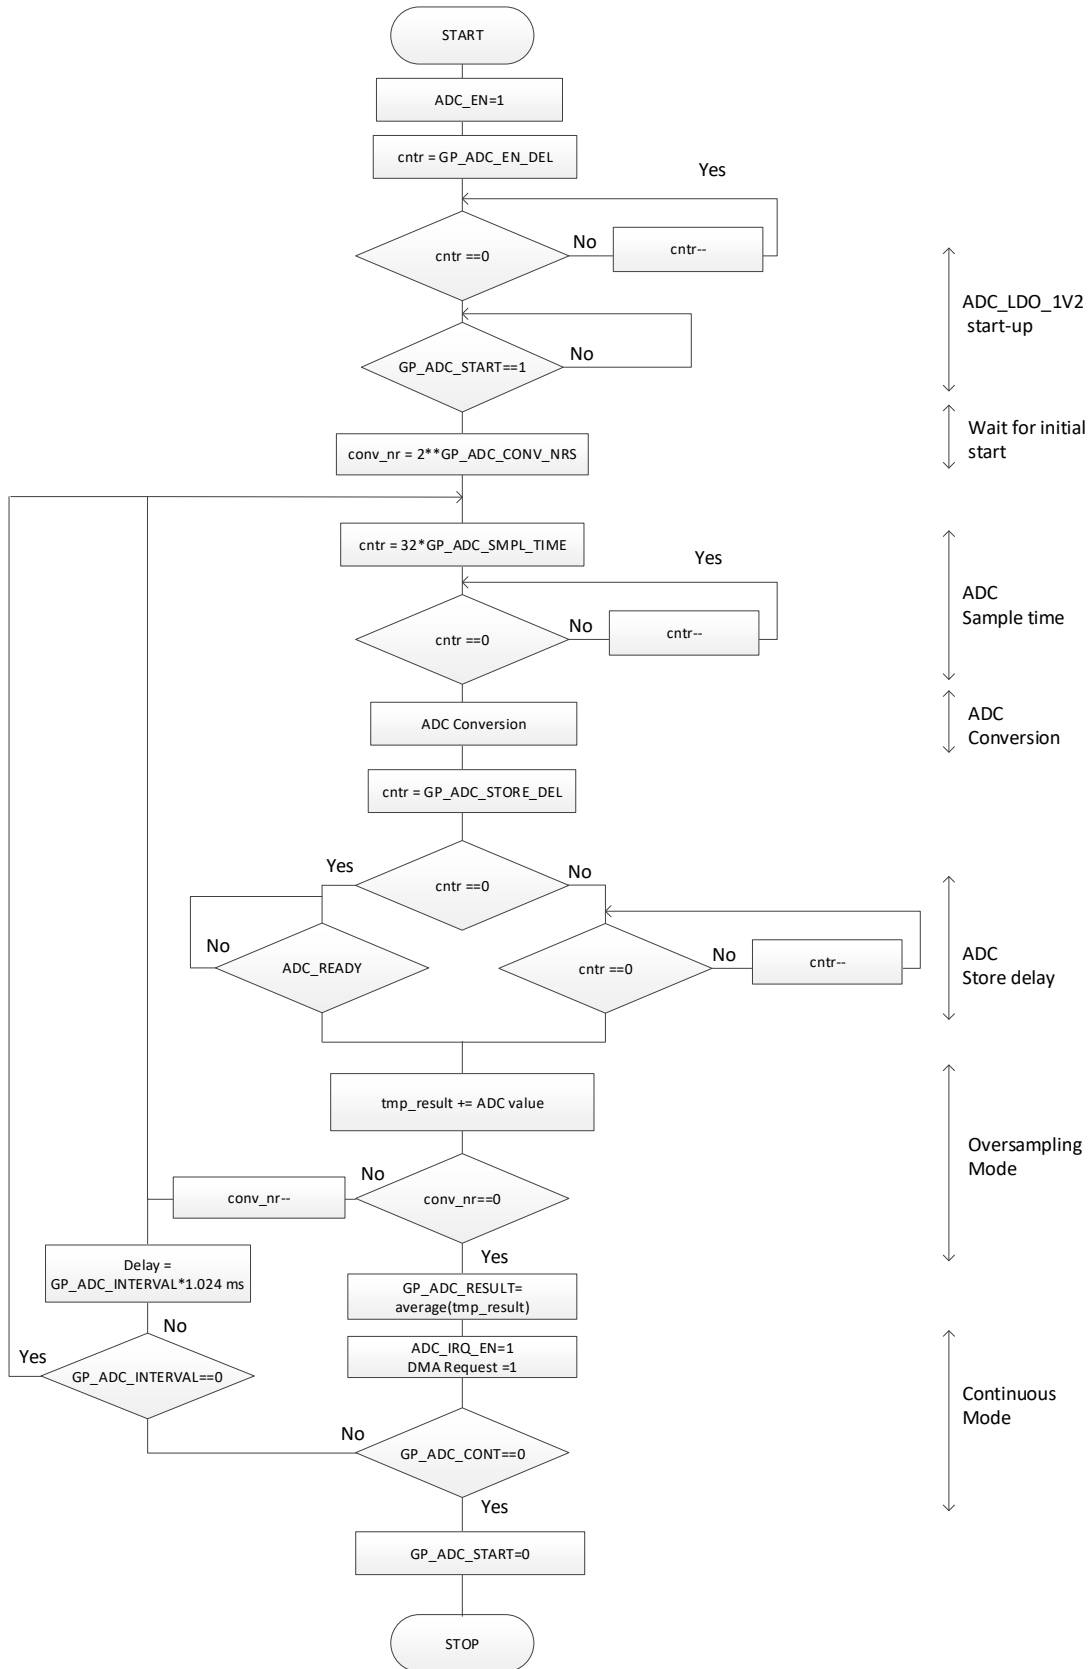 START
ADC_EN=1
cntr = GP_ADC_EN_DEL
Yes
cntr ==0
No
cntr--
ADC_LDO_1V2
start-up
GP_ADC_START==1
No
Wait for initial
start
conv_nr = 2**GP_ADC_CONV_NRS
cntr = 32*GP_ADC_SMPL_TIME
Yes
cntr ==0
No
cntr--
ADC
Sample time
ADC Conversion
ADC
Conversion
cntr = GP_ADC_STORE_DEL
Yes
cntr ==0
No
No
ADC_READY
cntr ==0
No
cntr--
ADC
Store delay
tmp_result += ADC value
Oversampling
Mode
No
conv_nr--
conv_nr==0
Yes
Delay =
GP_ADC_INTERVAL*1.024 ms
GP_ADC_RESULT=
average(tmp_result)
No
ADC_IRQ_EN=1
DMA Request =1
Yes
GP_ADC_INTERVAL==0
Continuous
Mode
No
GP_ADC_CONT==0
Yes
GP_ADC_START=0
STOP